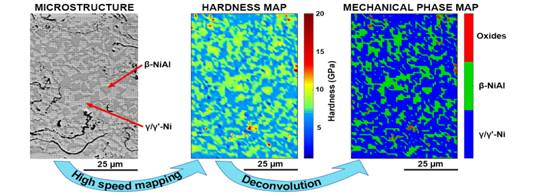 MICROSTRUCTURE
HARDNESS MAP
MECHANICAL PHASE MAP
β-NiAl
γ/γ'-Ni
20
15
10
5
Hardness (GPa)
Oxides
β-NiAl
γ/γ'-Ni
25 µm
25 µm
25 µm
High speed mapping
Deconvolution